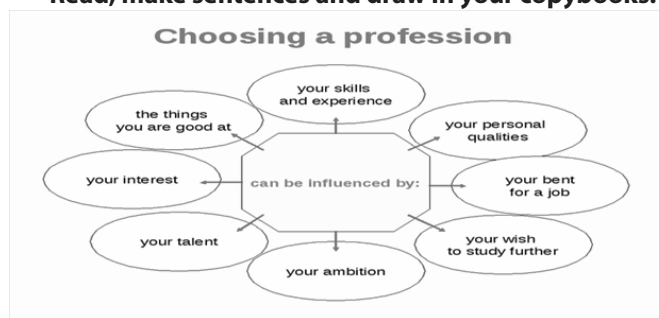 Read, make sentences and draw in your copybooks.
Choosing a profession
your skills
and experience
the things
you are good at
your personal
qualities
your interest
can be influenced by:
your bent
for a job
your talent
your wish
to study further
your ambition